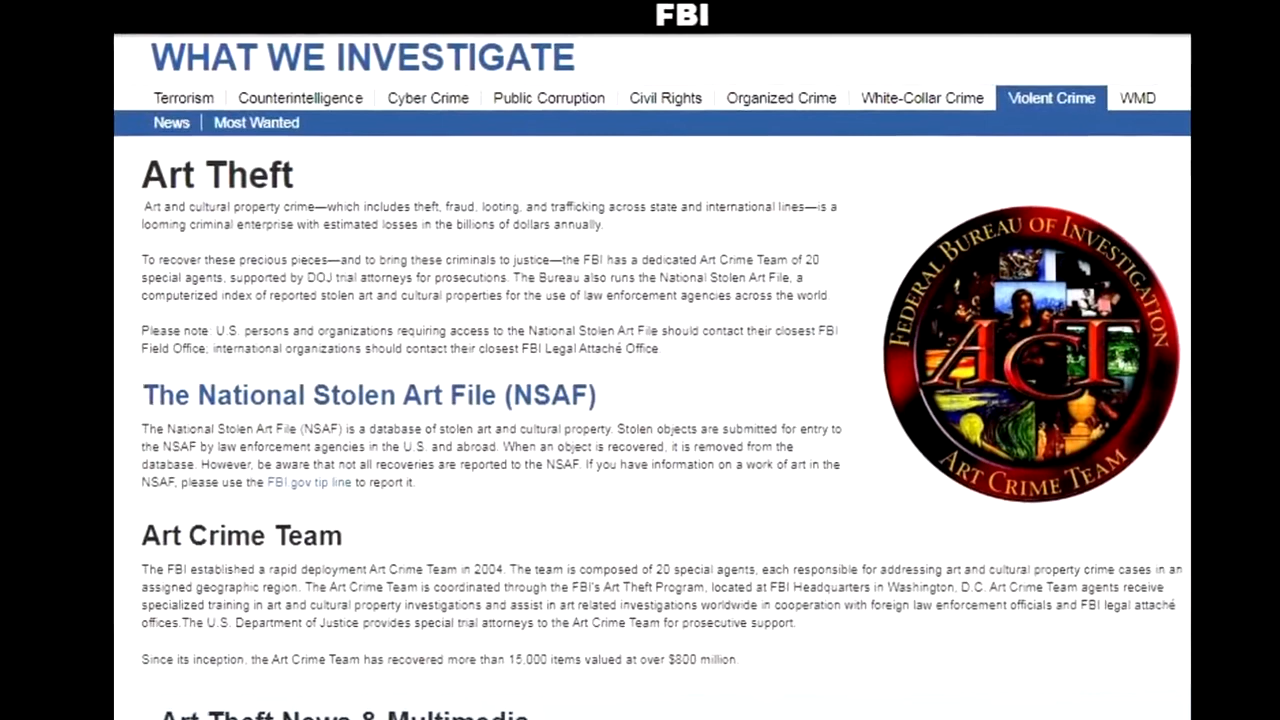 FBI
WHAT WE INVESTIGATE
Terrorism Counterintelligence Cyber Crime Public Corruption Civil Rights Organized Crime White-Collar Crime Violent Crime WMD
News Most Wanted
Art Theft
Art and cultural property crime—which includes theft, fraud, looting, and trafficking across state and international lines—is a
looming criminal enterprise with estimated losses in the billions of dollars annually.
To recover these precious pieces—and to bring these criminals to justice—the FBI has a dedicated Art Crime Team of 20
special agents, supported by DOJ trial attorneys for prosecutions. The Bureau also runs the National Stolen Art File, a
computerized index of reported stolen art and cultural properties for the use of law enforcement agencies across the world.
Please note: U.S. persons and organizations requiring access to the National Stolen Art File should contact their closest FBI
Field Office; international organizations should contact their closest FBI Legal Attaché Office.
FEDERAL BUREAU OF INVESTIGATION
ACT
ART CRIME TEAM
The National Stolen Art File (NSAF)
The National Stolen Art File (NSAF) is a database of stolen art and cultural property. Stolen objects are submitted for entry to
the NSAF by law enforcement agencies in the U.S. and abroad. When an object is recovered, it is removed from the
database. However, be aware that not all recoveries are reported to the NSAF. If you have information on a work of art in the
NSAF, please use the FBI.gov tip line to report it.
Art Crime Team
The FBI established a rapid deployment Art Crime Team in 2004. The team is composed of 20 special agents, each responsible for addressing art and cultural property crime cases in an
assigned geographic region. The Art Crime Team is coordinated through the FBI's Art Theft Program, located at FBI Headquarters in Washington, D.C. Art Crime Team agents receive
specialized training in art and cultural property investigations and assist in art related investigations worldwide in cooperation with foreign law enforcement officials and FBI legal attaché
offices.The U.S. Department of Justice provides special trial attorneys to the Art Crime Team for prosecutive support.
Since its inception, the Art Crime Team has recovered more than 15,000 items valued at over $800 million.
Art Theft News & Multimedia